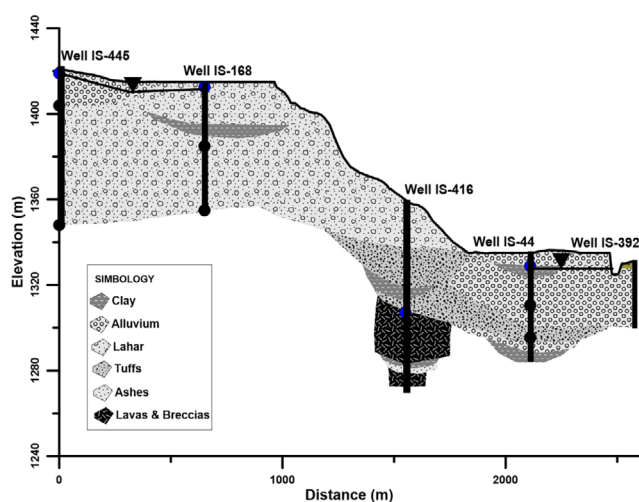 1440
1400
1360
1320
1280
1240
Elevation (m)
Well IS-445
Well IS-168
Well IS-416
Well IS-44
Well IS-392
SIMBOLOGY
Clay
Alluvium
Lahar
Tuffs
Ashes
Lavas & Breccias
0
1000
2000
Distance (m)